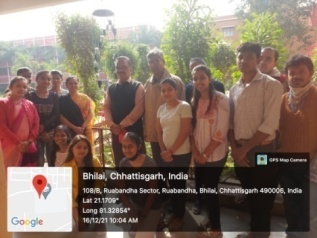 GPS Map Camera
Bhilai, Chhattisgarh, India
108/B, Ruabandha Sector, Ruabandha, Bhilai, Chhattisgarh 490006, India
Lat 21.1709°
Long 81.32854°
16/12/21 10:04 AM
Google